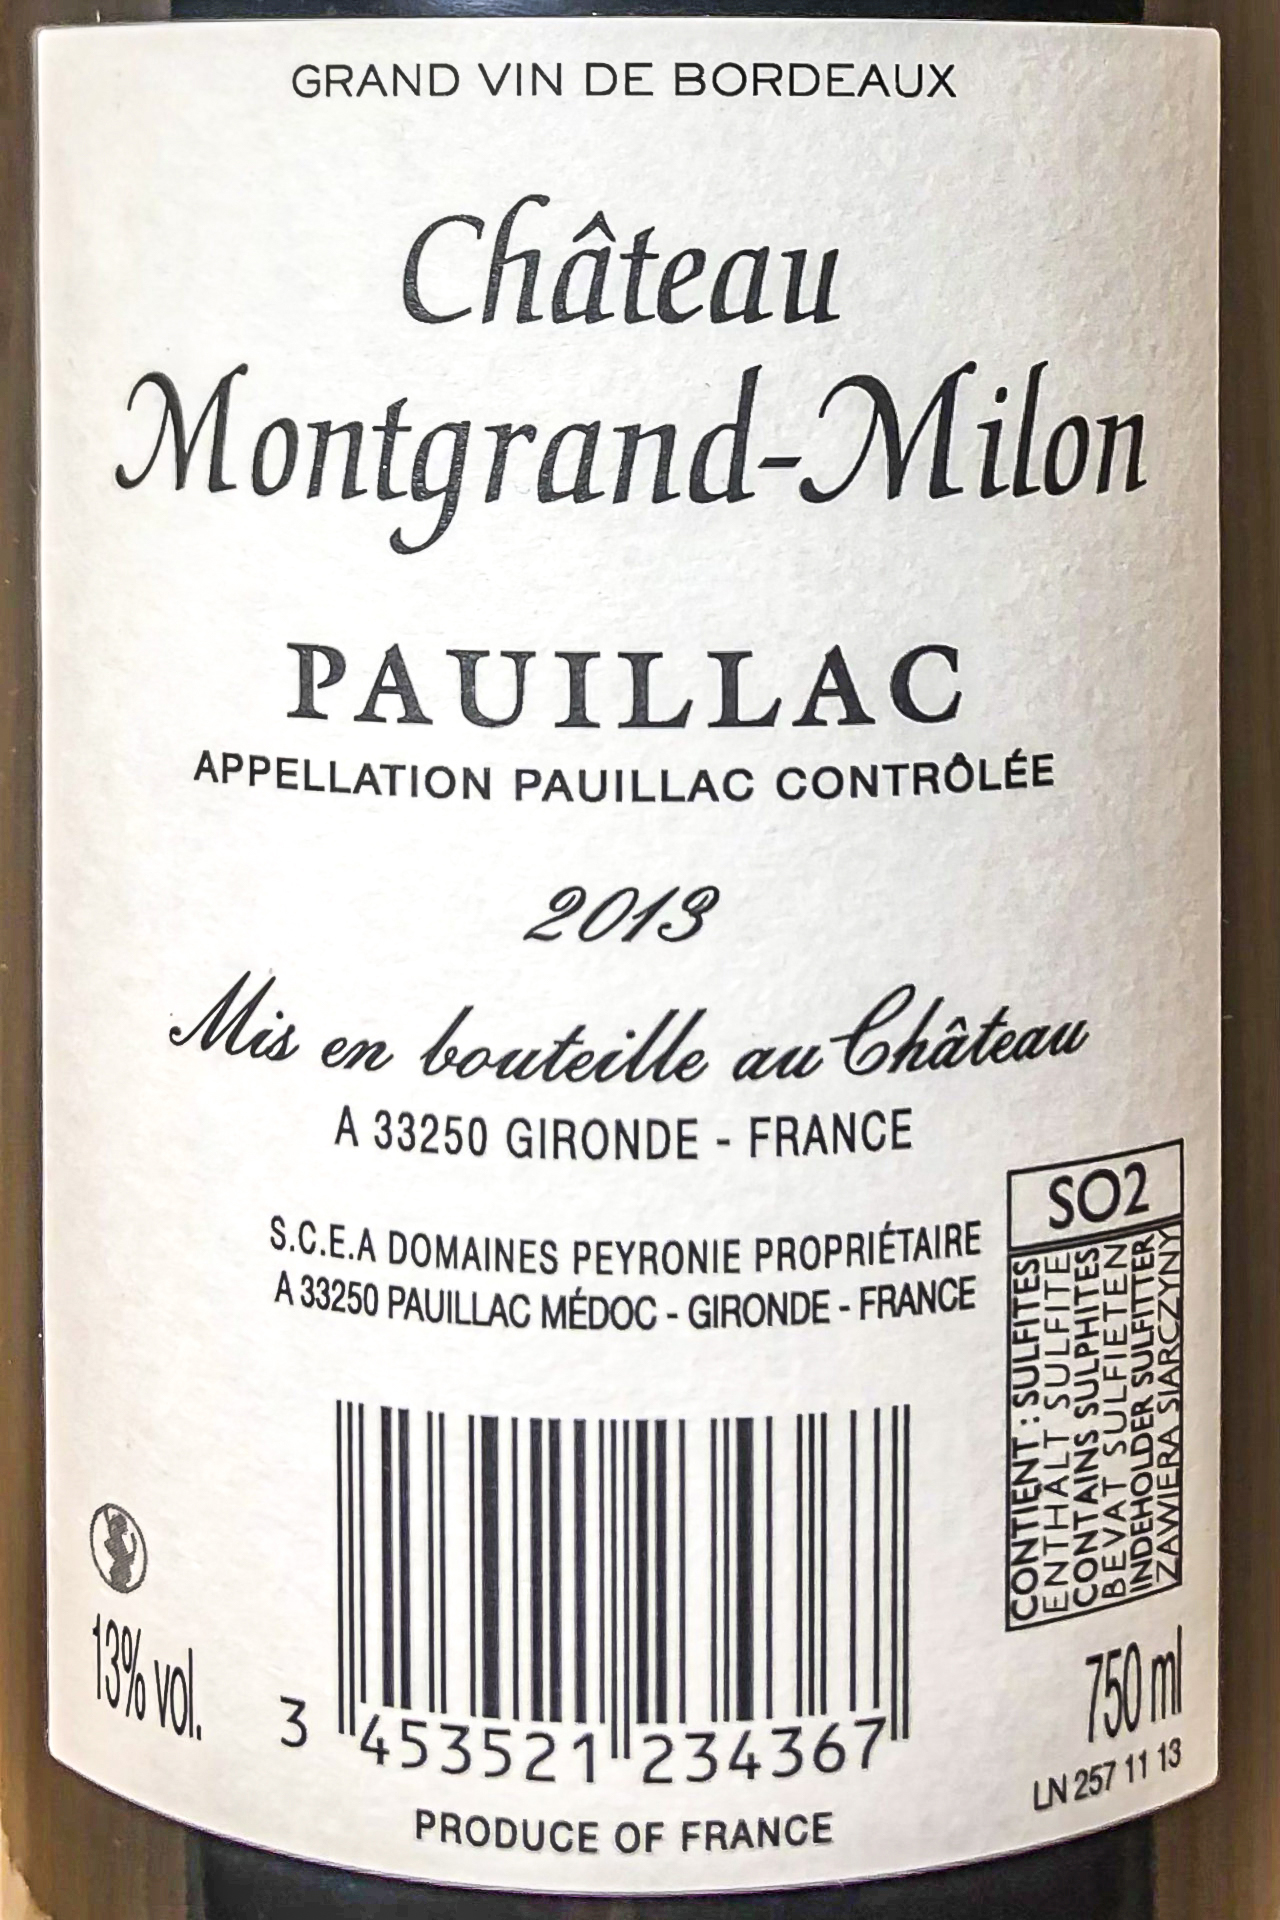 GRAND VIN DE BORDEAUX
Château
Montgrand-Milon
PAUILLAC
APPELLATION PAUILLAC CONTRÔLÉE
2013
Mis en bouteille au Château
A 33250 GIRONDE - FRANCE
S.C.E.A DOMAINES PEYRONIE PROPRIÉTAIRE
A 33250 PAUILLAC MÉDOC - GIRONDE - FRANCE
SO2
CONTIENT : SULFITES
ENTHALT SULFITE
CONTAINS SULPHITES
BEVAT SULFIETEN
INDEHOLDER SULFITTER
ZAWIERA SIARCZYNY
13% vol.
750 ml
3 453521 234367
LN 257 11 13
PRODUCE OF FRANCE